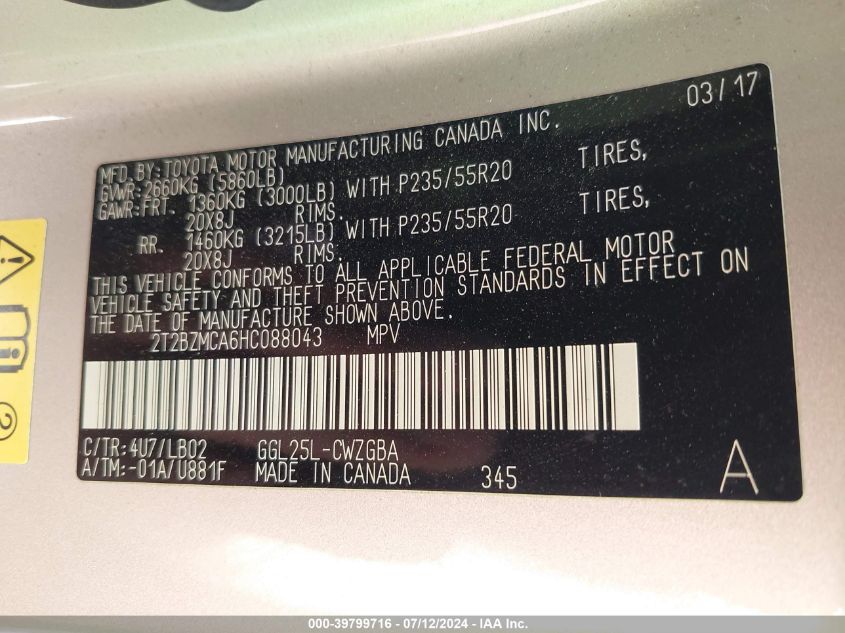 03/17
MFD.BY:TOYOTA MOTOR MANUFACTURING CANADA INC.
GVWR:2660KG (5860LB)
GAWR:FRT. 1360KG (3000LB) WITH P235/55R20 TIRES,
20X8J RIMS.
RR. 1460KG (3215LB) WITH P235/55R20 TIRES,
20X8J RIMS.
THIS VEHICLE CONFORMS TO ALL APPLICABLE FEDERAL MOTOR
VEHICLE SAFETY AND THEFT PREVENTION STANDARDS IN EFFECT ON
THE DATE OF MANUFACTURE SHOWN ABOVE.
2T2BZMCA6HC088043 MPV
C/TR:4U7/LB02 GGL25L-CWZGBA
A/TM:-01A/U881F MADE IN CANADA 345 A
2
000-39799716 - 07/12/2024 - IAA Inc.